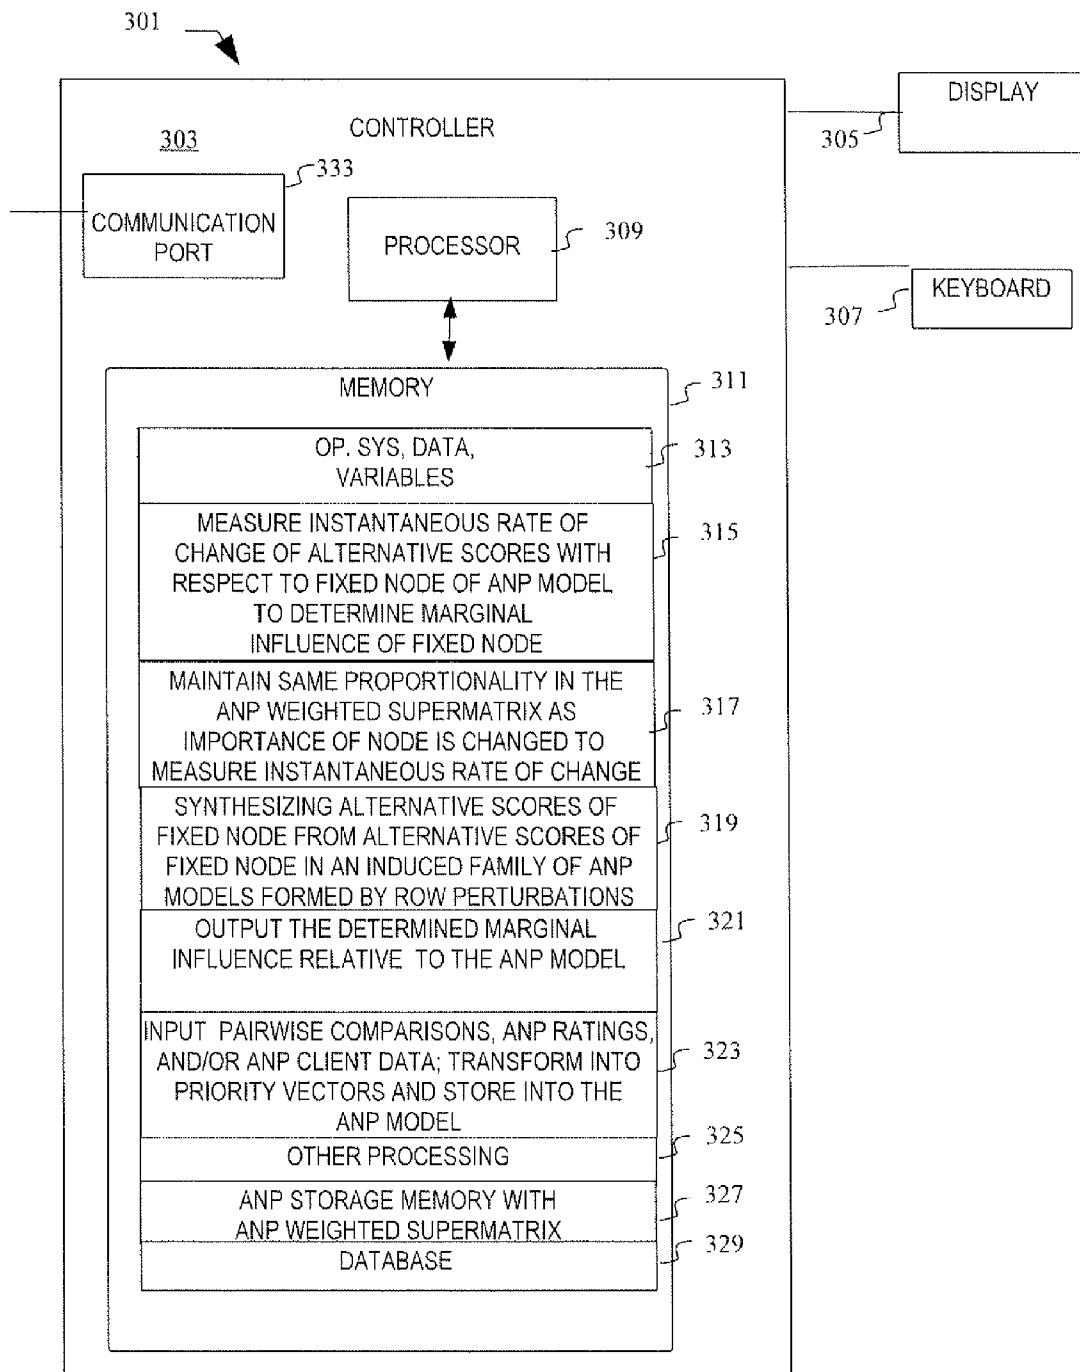 301
CONTROLLER
303
333
COMMUNICATION
PORT
PROCESSOR
309
DISPLAY
305
KEYBOARD
307
MEMORY
311
OP. SYS, DATA,
VARIABLES
313
MEASURE INSTANTANEOUS RATE OF
CHANGE OF ALTERNATIVE SCORES WITH
RESPECT TO FIXED NODE OF ANP MODEL
TO DETERMINE MARGINAL
INFLUENCE OF FIXED NODE
315
MAINTAIN SAME PROPORTIONALITY IN THE
ANP WEIGHTED SUPERMATRIX AS
IMPORTANCE OF NODE IS CHANGED TO
MEASURE INSTANTANEOUS RATE OF CHANGE
317
SYNTHESIZING ALTERNATIVE SCORES OF
FIXED NODE FROM ALTERNATIVE SCORES OF
FIXED NODE IN AN INDUCED FAMILY OF ANP
MODELS FORMED BY ROW PERTURBATIONS
319
OUTPUT THE DETERMINED MARGINAL
INFLUENCE RELATIVE TO THE ANP MODEL
321
INPUT PAIRWISE COMPARISONS, ANP RATINGS,
AND/OR ANP CLIENT DATA; TRANSFORM INTO
PRIORITY VECTORS AND STORE INTO THE
ANP MODEL
323
OTHER PROCESSING
325
ANP STORAGE MEMORY WITH
ANP WEIGHTED SUPERMATRIX
327
DATABASE
329